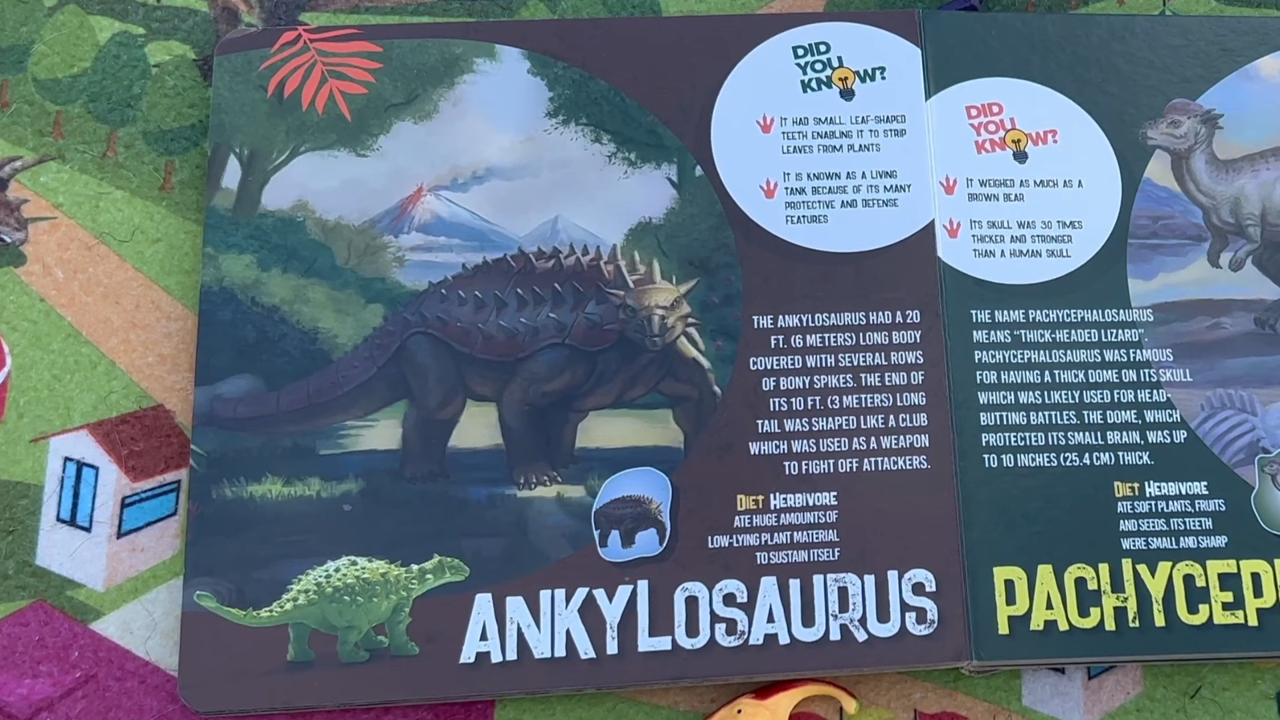 DID
YOU
KNOW?
IT HAD SMALL, LEAF-SHAPED
TEETH ENABLING IT TO STRIP
LEAVES FROM PLANTS
IT IS KNOWN AS A LIVING
TANK BECAUSE OF ITS MANY
PROTECTIVE AND DEFENSE
FEATURES
THE ANKYLOSAURUS HAD A 20
FT. (6 METERS) LONG BODY
COVERED WITH SEVERAL ROWS
OF BONY SPIKES. THE END OF
ITS 10 FT. (3 METERS) LONG
TAIL WAS SHAPED LIKE A CLUB
WHICH WAS USED AS A WEAPON
TO FIGHT OFF ATTACKERS.
DIET HERBIVORE
ATE HUGE AMOUNTS OF
LOW-LYING PLANT MATERIAL
TO SUSTAIN ITSELF
ANKYLOSAURUS
DID
YOU
KNOW?
IT WEIGHED AS MUCH AS A
BROWN BEAR
ITS SKULL WAS 30 TIMES
THICKER AND STRONGER
THAN A HUMAN SKULL
THE NAME PACHYCEPHALOSAURUS
MEANS “THICK-HEADED LIZARD”.
PACHYCEPHALOSAURUS WAS FAMOUS
FOR HAVING A THICK DOME ON ITS SKULL
WHICH WAS LIKELY USED FOR HEAD-
BUTTING BATTLES. THE DOME, WHICH
PROTECTED ITS SMALL BRAIN, WAS UP
TO 10 INCHES (25.4 CM) THICK.
DIET HERBIVORE
ATE SOFT PLANTS, FRUITS
AND SEEDS. ITS TEETH
WERE SMALL AND SHARP
PACHYCEP